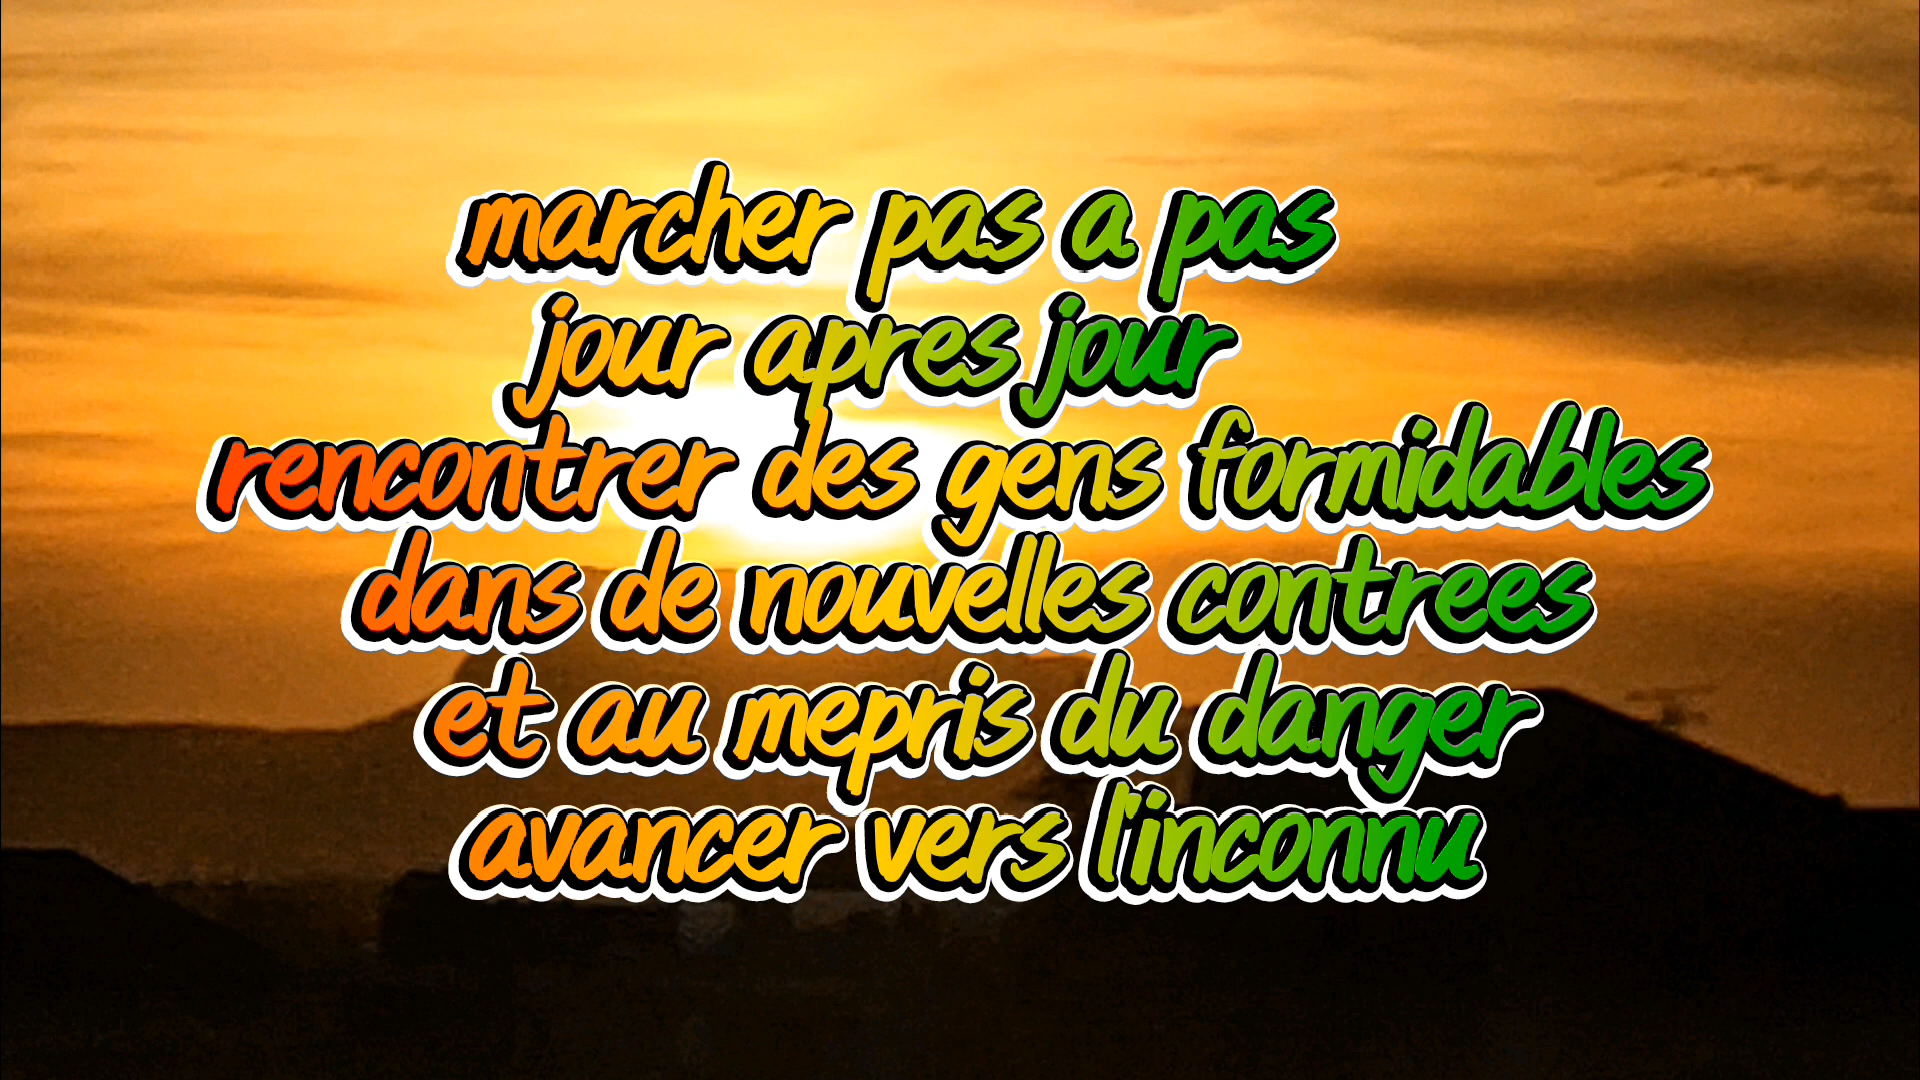 marcher pas a pas
jour apres jour
rencontrer des gens formidables
dans de nouvelles contrees
et au mepris du danger
avancer vers l'inconnu